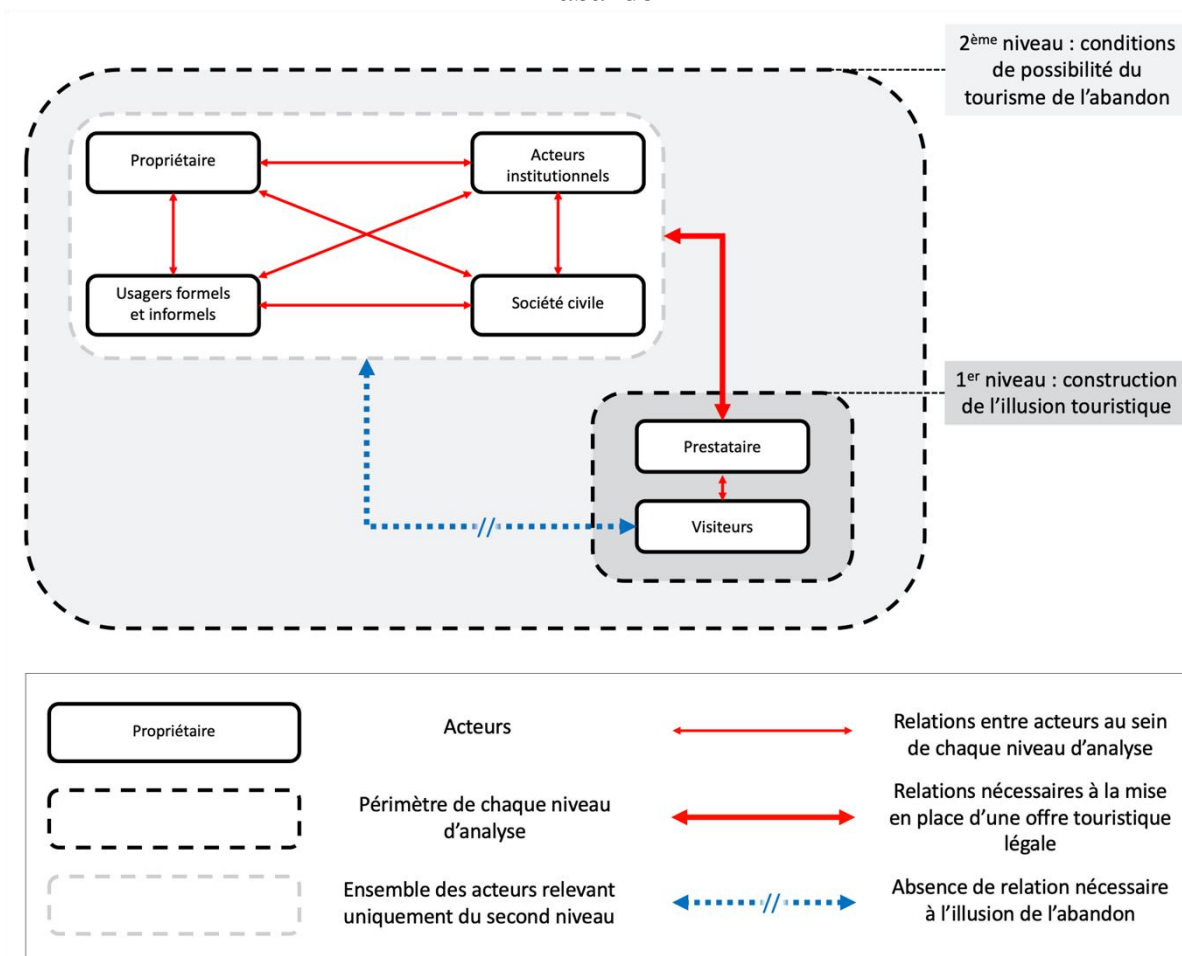 2ème niveau : conditions
de possibilité du
tourisme de l'abandon
Propriétaire
Acteurs
institutionnels
Usagers formels
et informels
Société civile
1er niveau : construction
de l'illusion touristique
Prestataire
Visiteurs
//
Propriétaire
Acteurs
Relations entre acteurs au sein
de chaque niveau d'analyse
Périmètre de chaque niveau
d'analyse
Relations nécessaires à la mise
en place d'une offre touristique
légale
Ensemble des acteurs relevant
uniquement du second niveau
//
Absence de relation nécessaire
à l'illusion de l'abandon